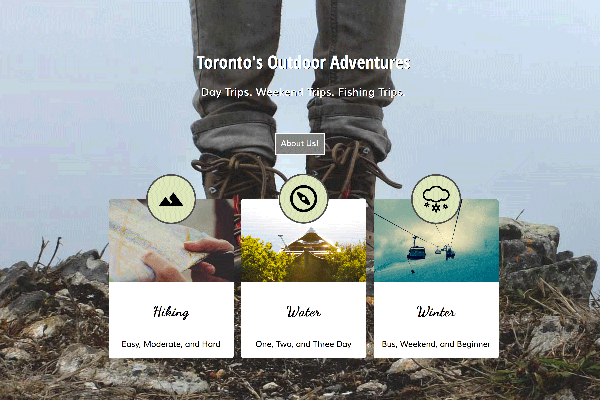 Toronto's Outdoor Adventures
Day Trips. Weekend Trips. Fishing Trips.
About Us!
Hiking
Easy, Moderate, and Hard
Water
One, Two, and Three Day
Winter
Bus, Weekend, and Beginner